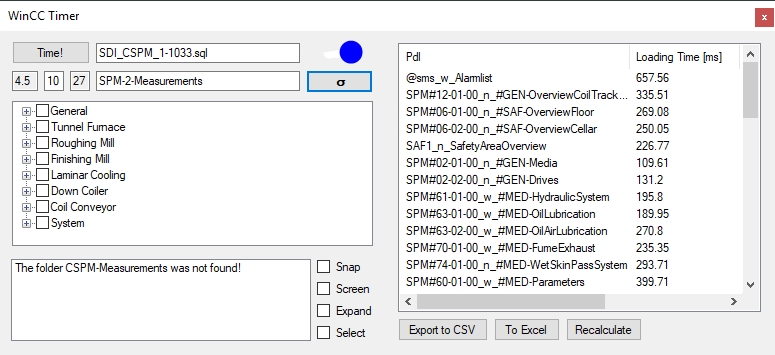 WinCC Timer
x
Time!
SDI_CSPM_1-1033.sql
4.5
10
27
SPM-2-Measurements
σ
General
Tunnel Furnace
Roughing Mill
Finishing Mill
Laminar Cooling
Down Coiler
Coil Conveyor
System
The folder CSPM-Measurements was not found!
Snap
Screen
Expand
Select
Pdl Loading Time [ms]
@sms_w_Alarmlist 657.56
SPM#12-01-00_n_#GEN-OverviewCoilTrack... 335.51
SPM#06-01-00_n_#SAF-OverviewFloor 269.08
SPM#06-02-00_n_#SAF-OverviewCellar 250.05
SAF1_n_SafetyAreaOverview 226.77
SPM#02-01-00_n_#GEN-Media 109.61
SPM#02-02-00_n_#GEN-Drives 131.2
SPM#61-01-00_w_#MED-HydraulicSystem 195.8
SPM#63-01-00_w_#MED-OilLubrication 189.95
SPM#63-02-00_w_#MED-OilAirLubrication 270.8
SPM#70-01-00_w_#MED-FumeExhaust 235.35
SPM#74-01-00_n_#MED-WetSkinPassSystem 293.71
SPM#60-01-00_w_#MED-Parameters 399.71
Export to CSV
To Excel
Recalculate